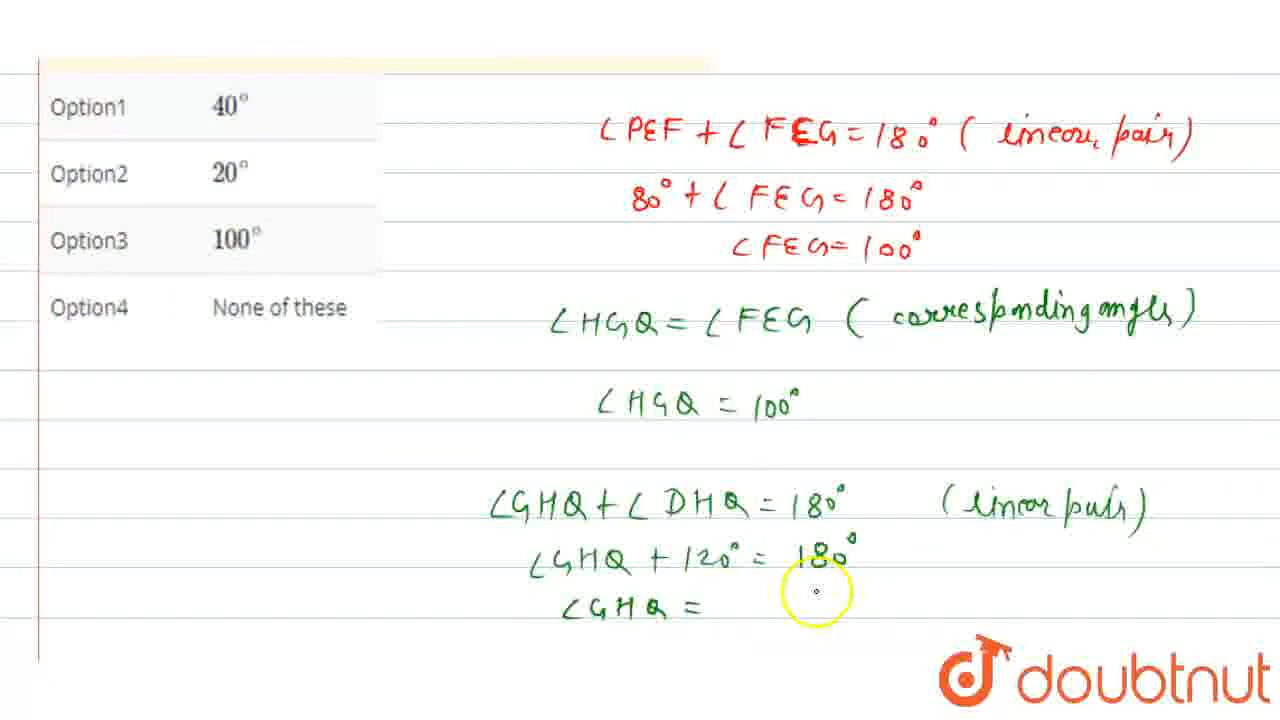 Option1 40°
Option2 20°
Option3 100°
Option4 None of these
∠PEF + ∠FEG = 180° (linear pair)
80° + ∠FEG = 180°
∠FEG = 100°
∠HGQ = ∠FEG (corresponding angles)
∠HGQ = 100°
∠GHQ + ∠DHQ = 180° (linear pair)
∠GHQ + 120° = 180°
∠GHQ =
doubtnut